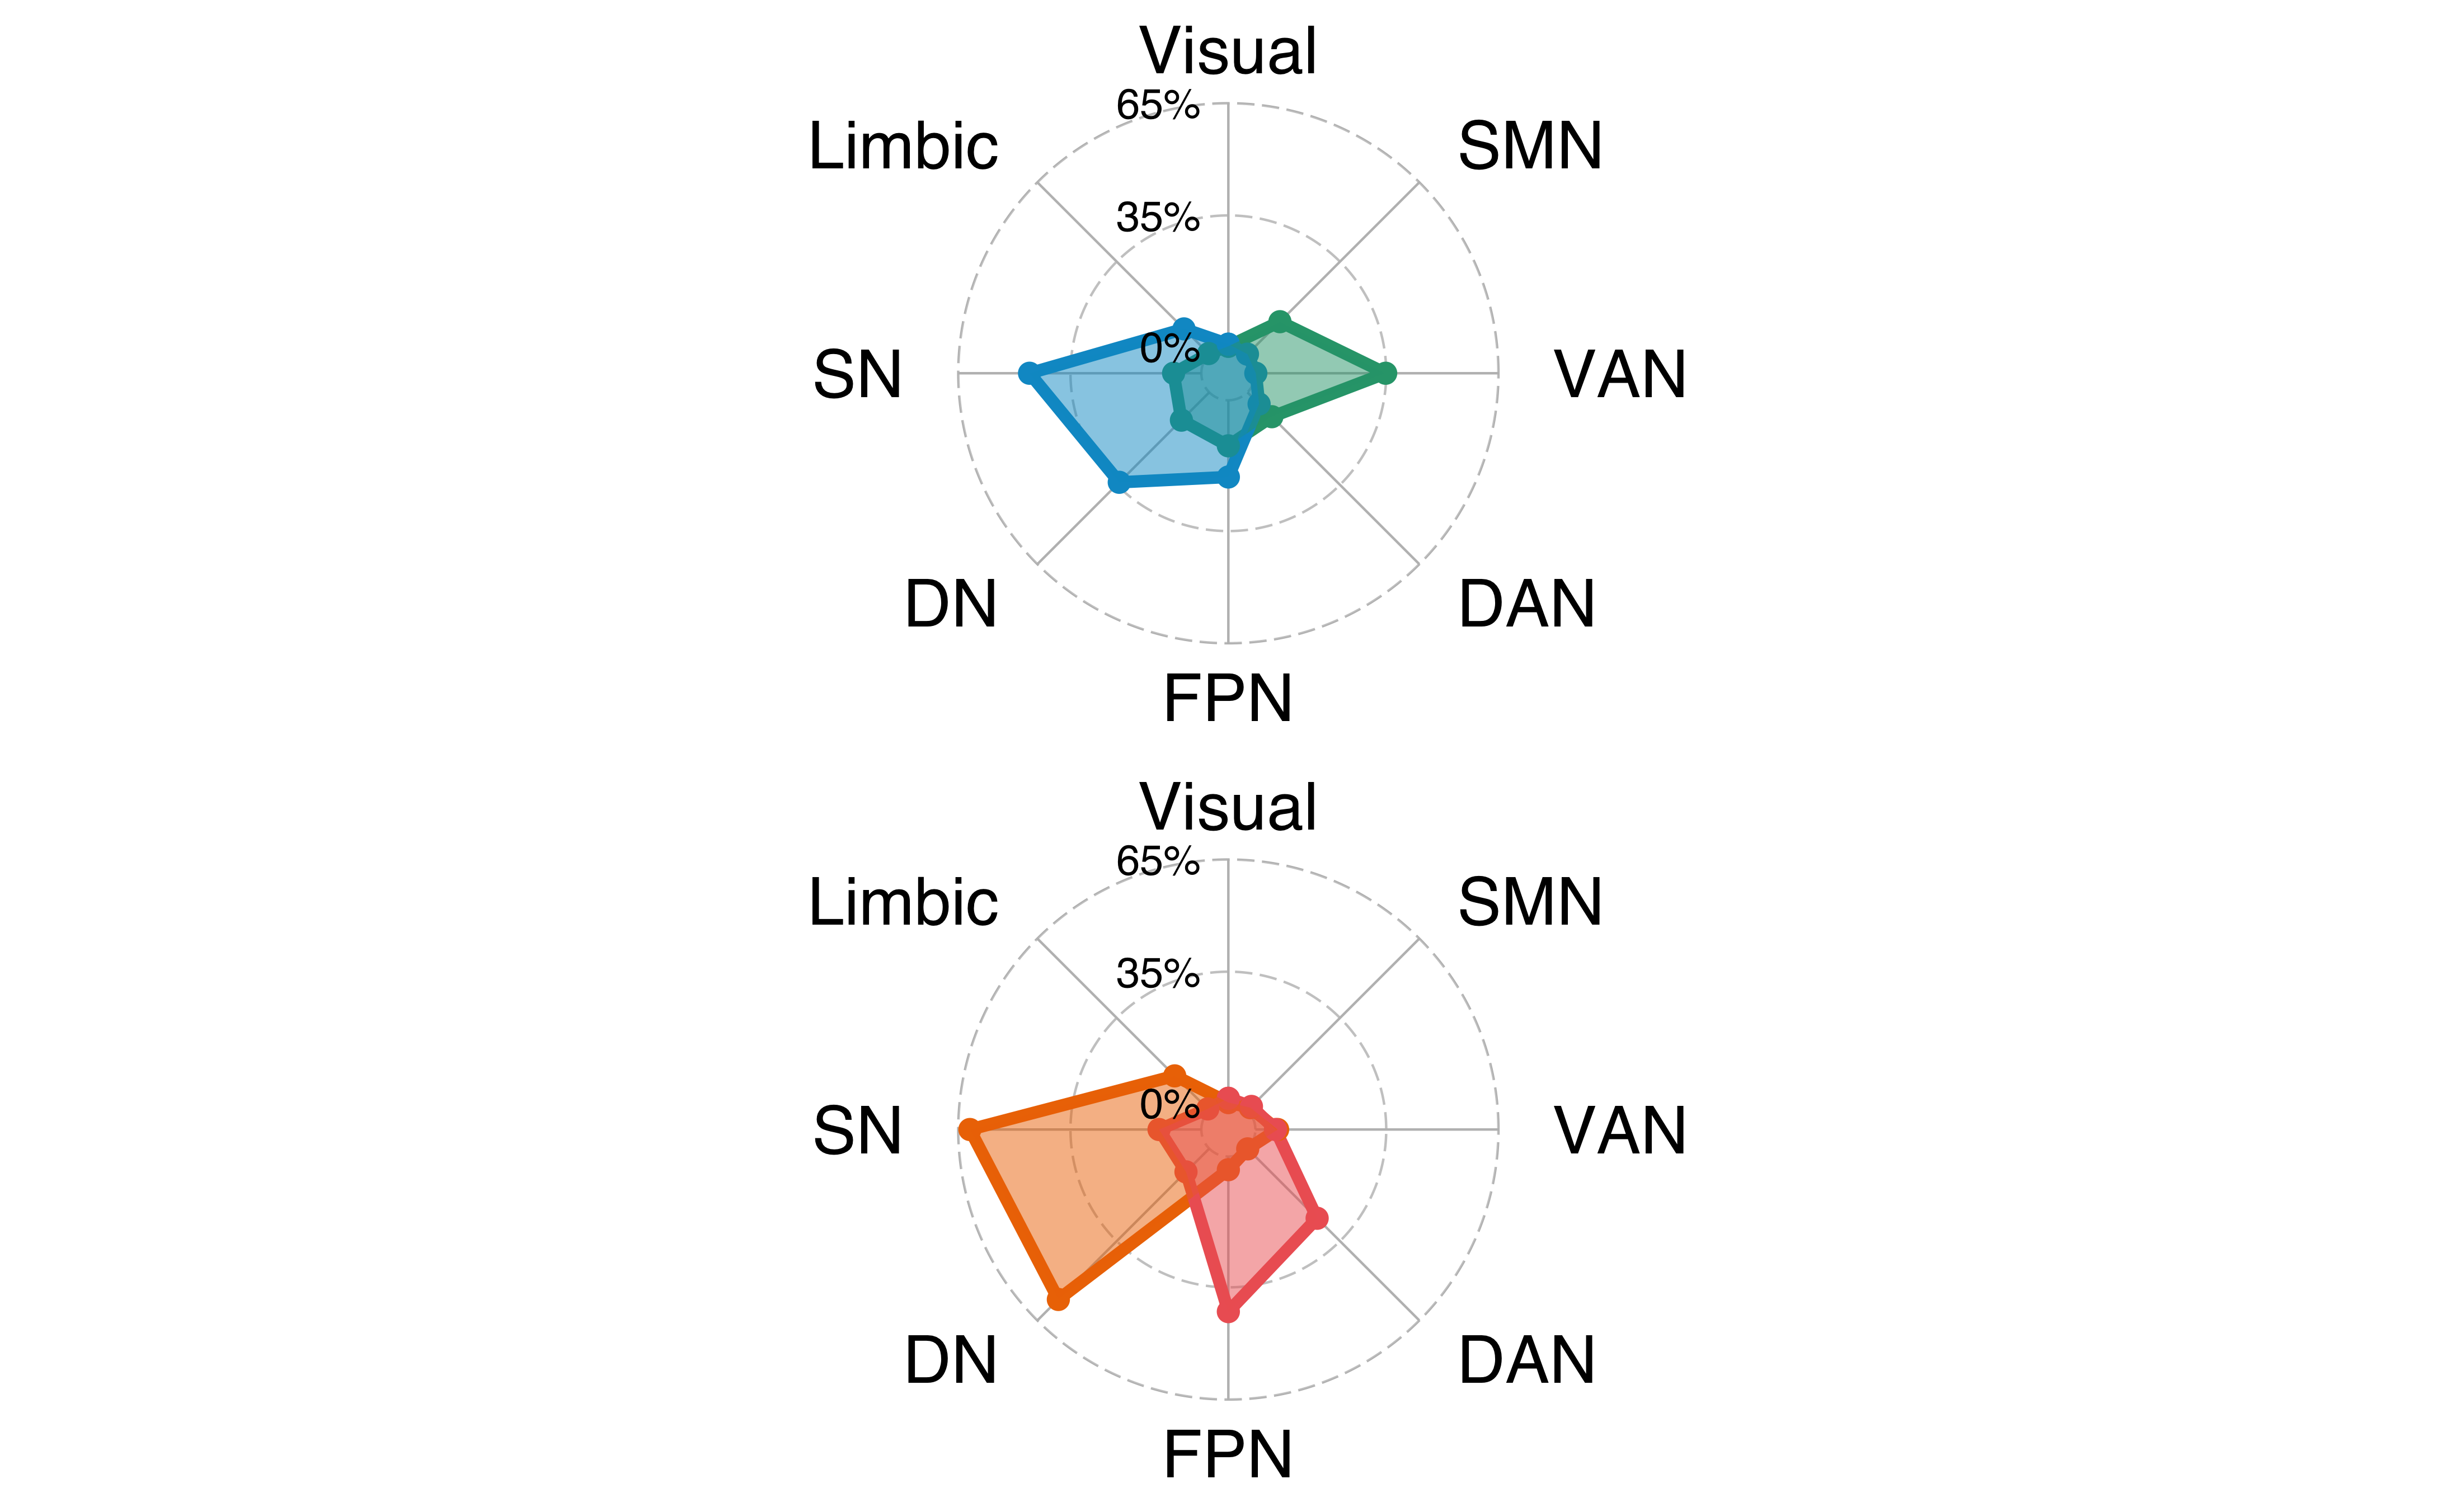 Visual
65%
Limbic
SMN
35%
0%
SN
VAN
DN
DAN
FPN
Visual
65%
Limbic
SMN
35%
0%
SN
VAN
DN
DAN
FPN